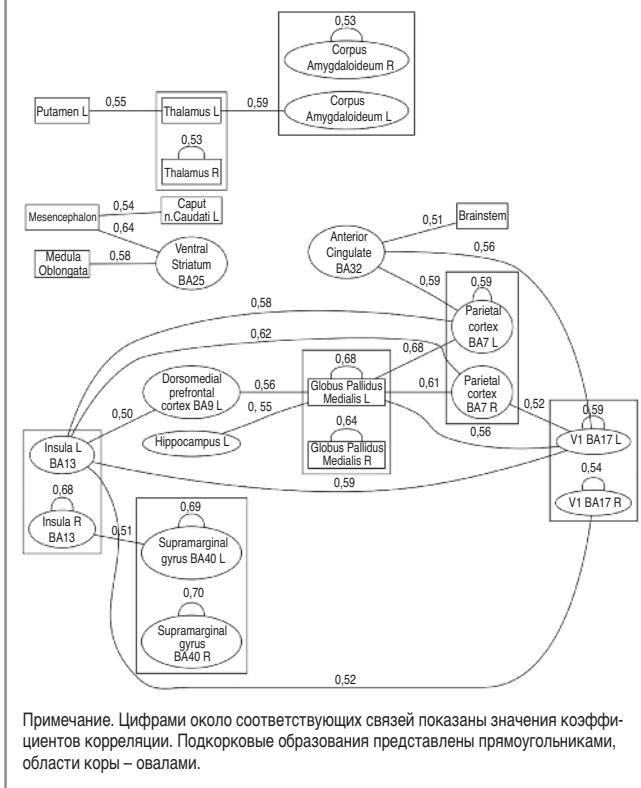 0,53
Corpus
Amygdaloideum R
Putamen L
0,55
Thalamus L
0,59
Corpus
Amygdaloideum L
0,53
Thalamus R
Mesencephalon
0,54
Caput
n.Caudati L
0,64
Medula
Oblongata
0,58
Ventral
Striatum
BA25
Anterior
Cingulate
BA32
0,51
Brainstem
0,56
0,59
0,59
Parietal
cortex
BA7 L
0,58
0,62
0,68
0,68
Globus Pallidus
Medialis L
0,61
Parietal
cortex
BA7 R
Dorsomedial
prefrontal
cortex BA9 L
0,56
0,50
Hippocampus L
0, 55
0,64
Globus Pallidus
Medialis R
0,52
0,56
0,59
V1 BA17 L
0,54
V1 BA17 R
Insula L
BA13
0,59
0,68
Insula R
BA13
0,51
0,69
Supramarginal
gyrus BA40 L
0,70
Supramarginal
gyrus
BA40 R
0,52
Примечание. Цифрами около соответствующих связей показаны значения коэффи-
циентов корреляции. Подкорковые образования представлены прямоугольниками,
области коры – овалами.